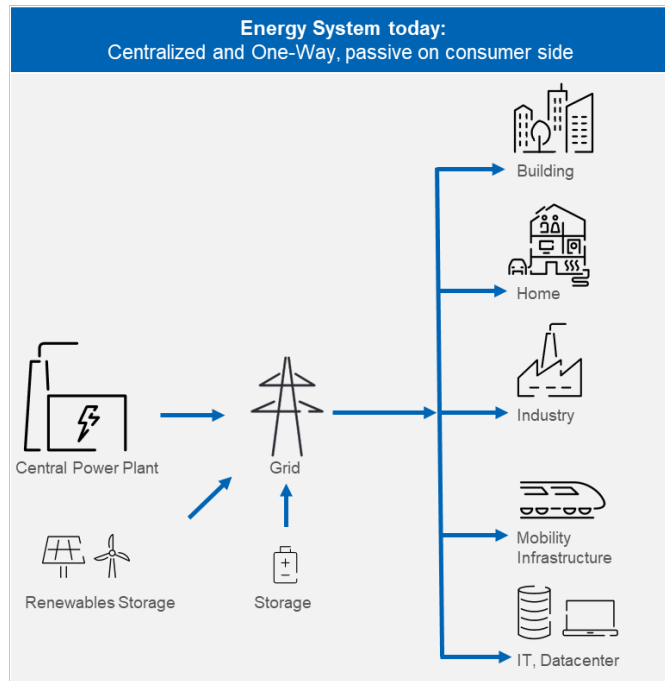 Energy System today:
Centralized and One-Way, passive on consumer side
Building
Home
Industry
Central Power Plant
Grid
Mobility
Infrastructure
Renewables Storage
Storage
IT, Datacenter